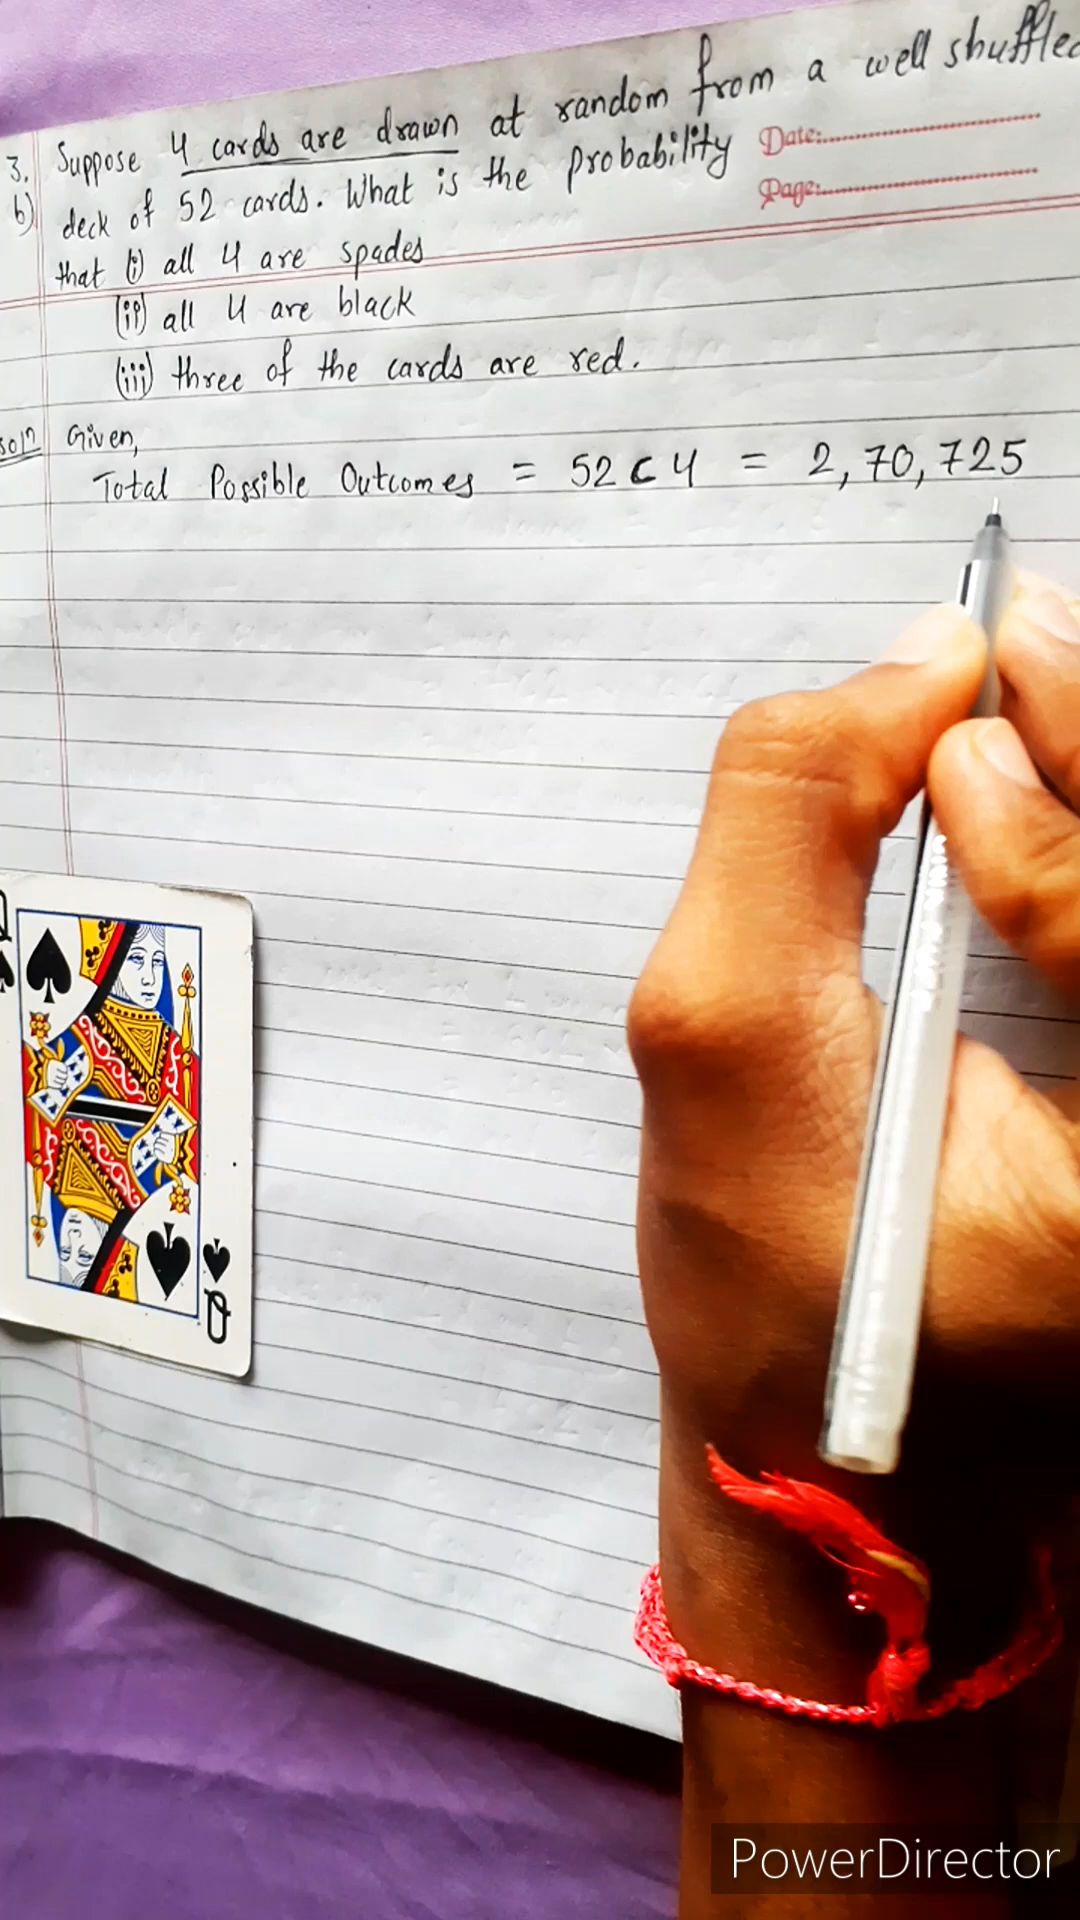 3. Suppose 4 cards are drawn at random from a well shuffled
b) deck of 52 cards. What is the probability
Date:
Page:
that (i) all 4 are spades
(ii) all 4 are black
(iii) three of the cards are red.
Soln Given,
Total Possible Outcomes = 52C4 = 2,70,725
Q
Q
PowerDirector